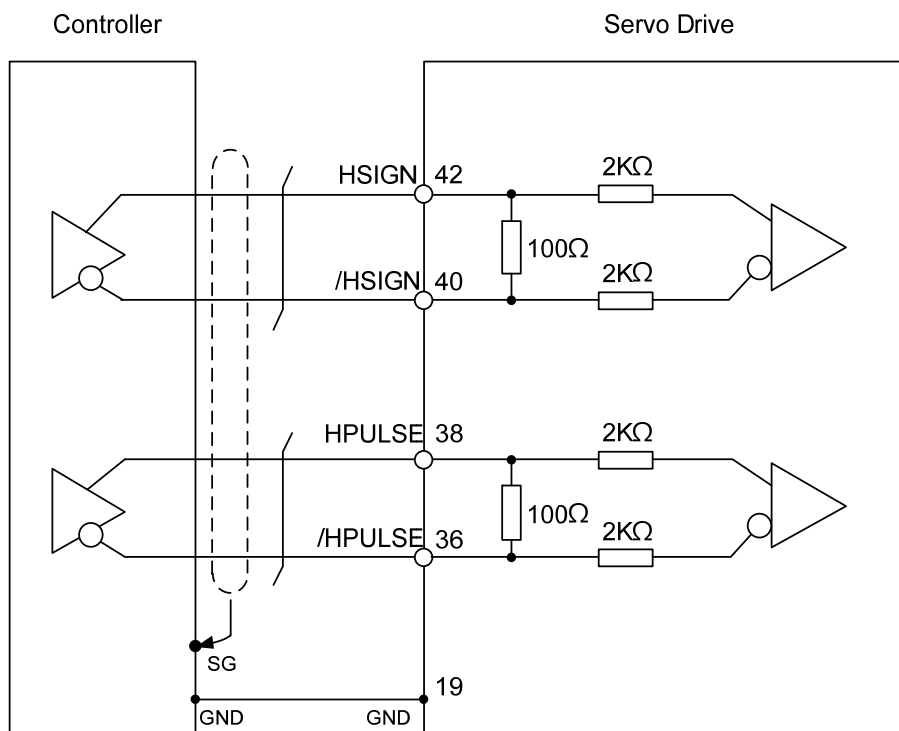 Controller
Servo Drive
HSIGN 42
2KΩ
100Ω
2KΩ
/HSIGN 40
HPULSE 38
2KΩ
100Ω
2KΩ
/HPULSE 36
SG
19
GND
GND